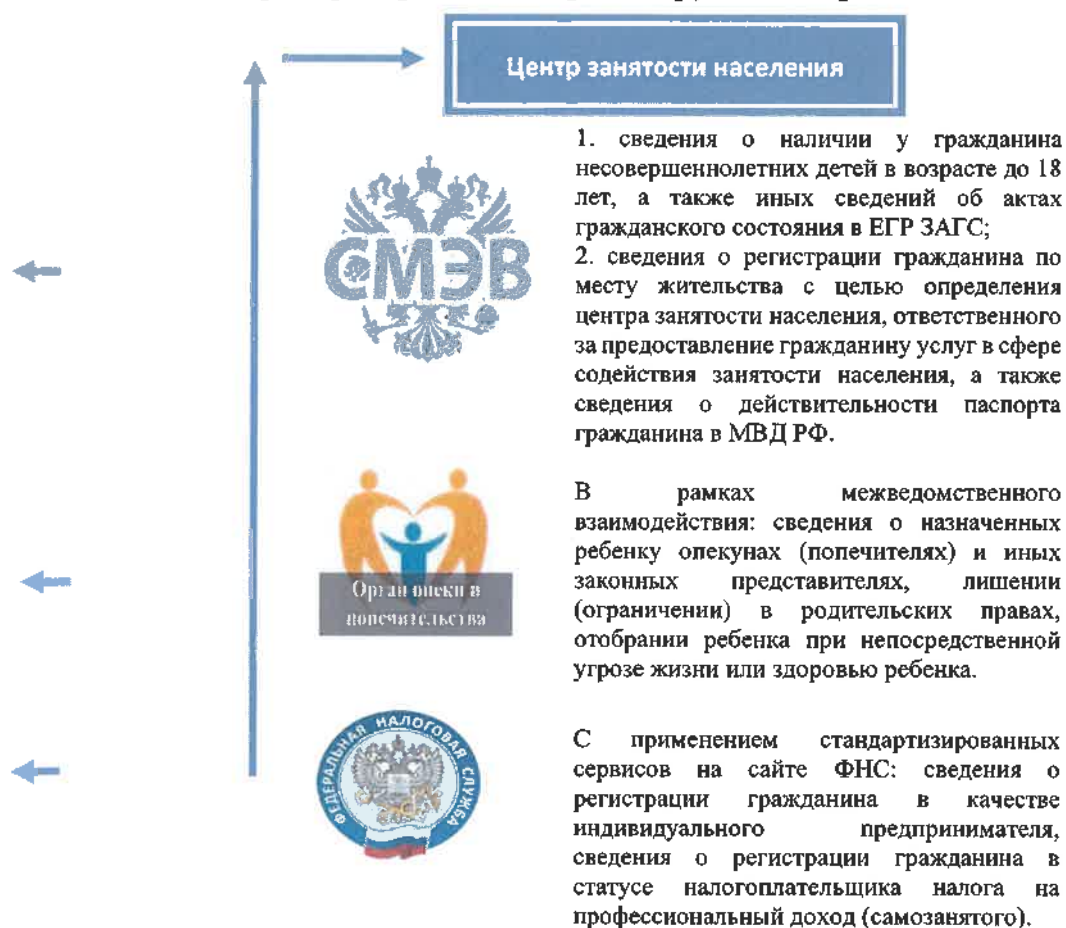 Центр занятости населения
1. сведения о наличии у гражданина
несовершеннолетних детей в возрасте до 18
лет, а также иных сведений об актах
гражданского состояния в ЕГР ЗАГС;
2. сведения о регистрации гражданина по
месту жительства с целью определения
центра занятости населения, ответственного
за предоставление гражданину услуг в сфере
содействия занятости населения, а также
сведения о действительности паспорта
гражданина в МВД РФ.
СМЭВ
В рамках межведомственного
взаимодействия: сведения о назначенных
ребенку опекунах (попечителях) и иных
законных представителях, лишении
(ограничении) в родительских правах,
отобрании ребенка при непосредственной
угрозе жизни или здоровью ребенка.
Орган опеки и
попечительства
С применением стандартизированных
сервисов на сайте ФНС: сведения о
регистрации гражданина в качестве
индивидуального предпринимателя,
сведения о регистрации гражданина в
статусе налогоплательщика налога на
профессиональный доход (самозанятого).
ФЕДЕРАЛЬНАЯ НАЛОГОВАЯ СЛУЖБА